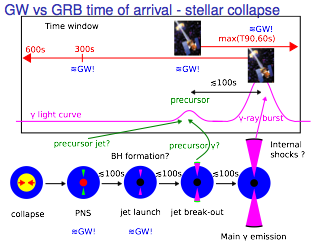 GW vs GRB time of arrival - stellar collapse
Time window
≋GW!
max(T90,60s)
600s
300s
≋GW!
≋GW!
≲100s
precursor
γ light curve
γ-ray burst
precursor jet?
precursor ν?
Internal
shocks ?
BH formation?
≲100s
≲100s
≲100s
collapse
PNS
jet launch
jet break-out
≋GW!
≋GW!
Main γ emission